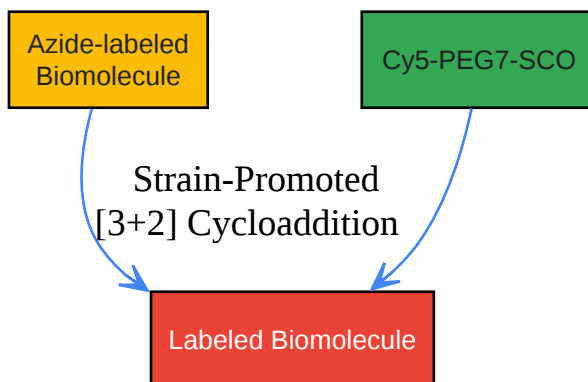 Azide-labeled
Biomolecule
Cy5-PEG7-SCO
Strain-Promoted
[3+2] Cycloaddition
Labeled Biomolecule